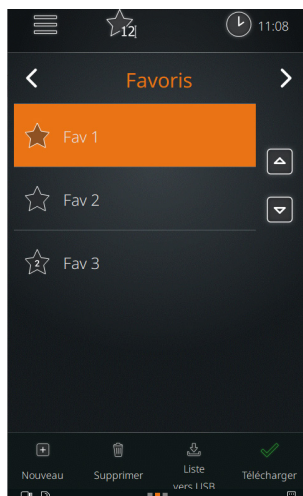 12
11:08
Favoris
Fav 1
Fav 2
2
Fav 3
Nouveau
Supprimer
Liste
vers USB
Télécharger